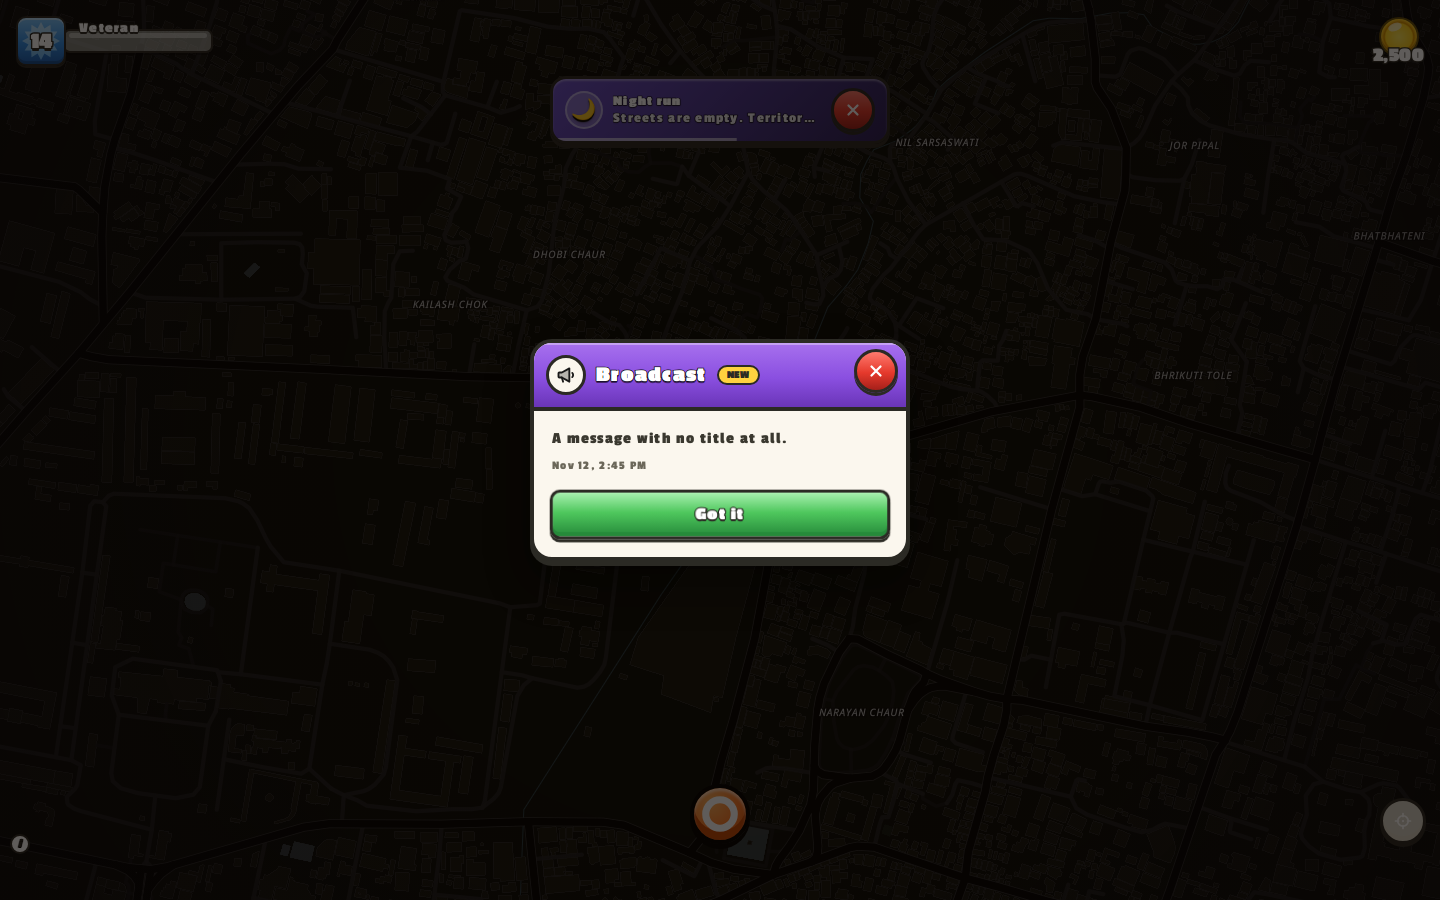 14
Veteran
2,500
Night run
Streets are empty. Territor...
NIL SARSASWATI
JOR PIPAL
BHATBHATENI
DHOBI CHAUR
KAILASH CHOK
Broadcast
NEW
BHRIKUTI TOLE
A message with no title at all.
Nov 12, 2:45 PM
Got it
NARAYAN CHAUR